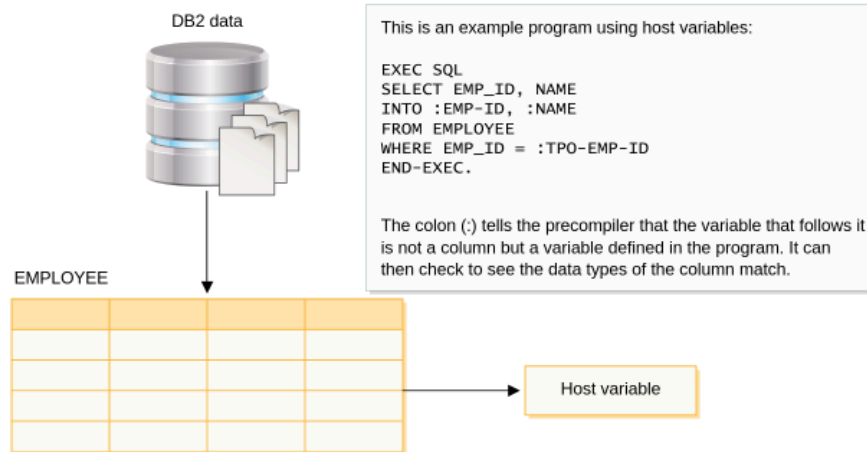 DB2 data
This is an example program using host variables:
EXEC SQL
SELECT EMP_ID, NAME
INTO :EMP-ID, :NAME
FROM EMPLOYEE
WHERE EMP_ID = :TPO-EMP-ID
END-EXEC.
The colon (:) tells the precompiler that the variable that follows it
is not a column but a variable defined in the program. It can
then check to see the data types of the column match.
EMPLOYEE
Host variable